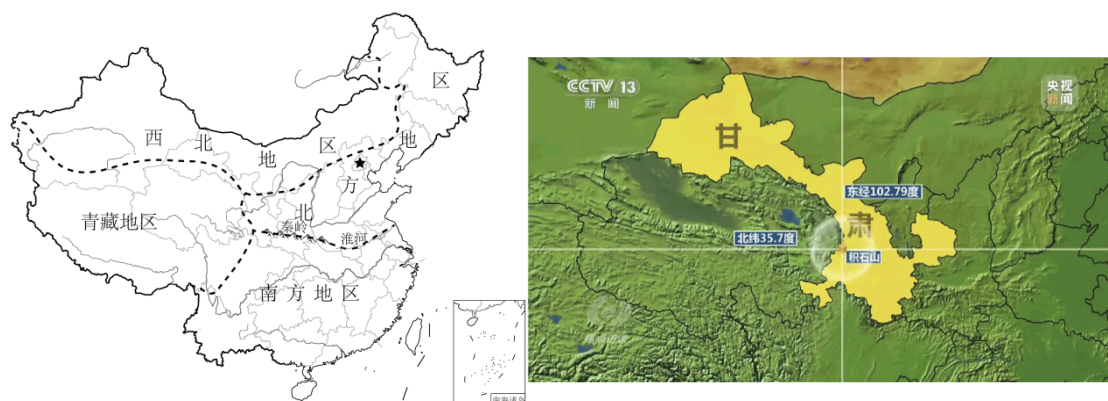 西北地区
北方地区
青藏地区
秦岭
淮河
南方地区
CCTV 13
新闻
央视
新闻
甘
肃
东经102.79度
北纬35.7度
积石山